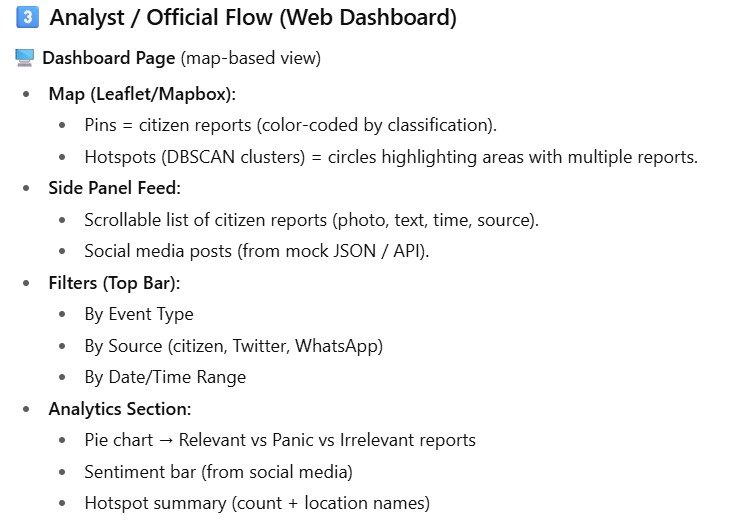 3 Analyst / Official Flow (Web Dashboard)
Dashboard Page (map-based view)
• Map (Leaflet/Mapbox):
• Pins = citizen reports (color-coded by classification).
• Hotspots (DBSCAN clusters) = circles highlighting areas with multiple reports.
• Side Panel Feed:
• Scrollable list of citizen reports (photo, text, time, source).
• Social media posts (from mock JSON / API).
• Filters (Top Bar):
• By Event Type
• By Source (citizen, Twitter, WhatsApp)
• By Date/Time Range
• Analytics Section:
• Pie chart → Relevant vs Panic vs Irrelevant reports
• Sentiment bar (from social media)
• Hotspot summary (count + location names)